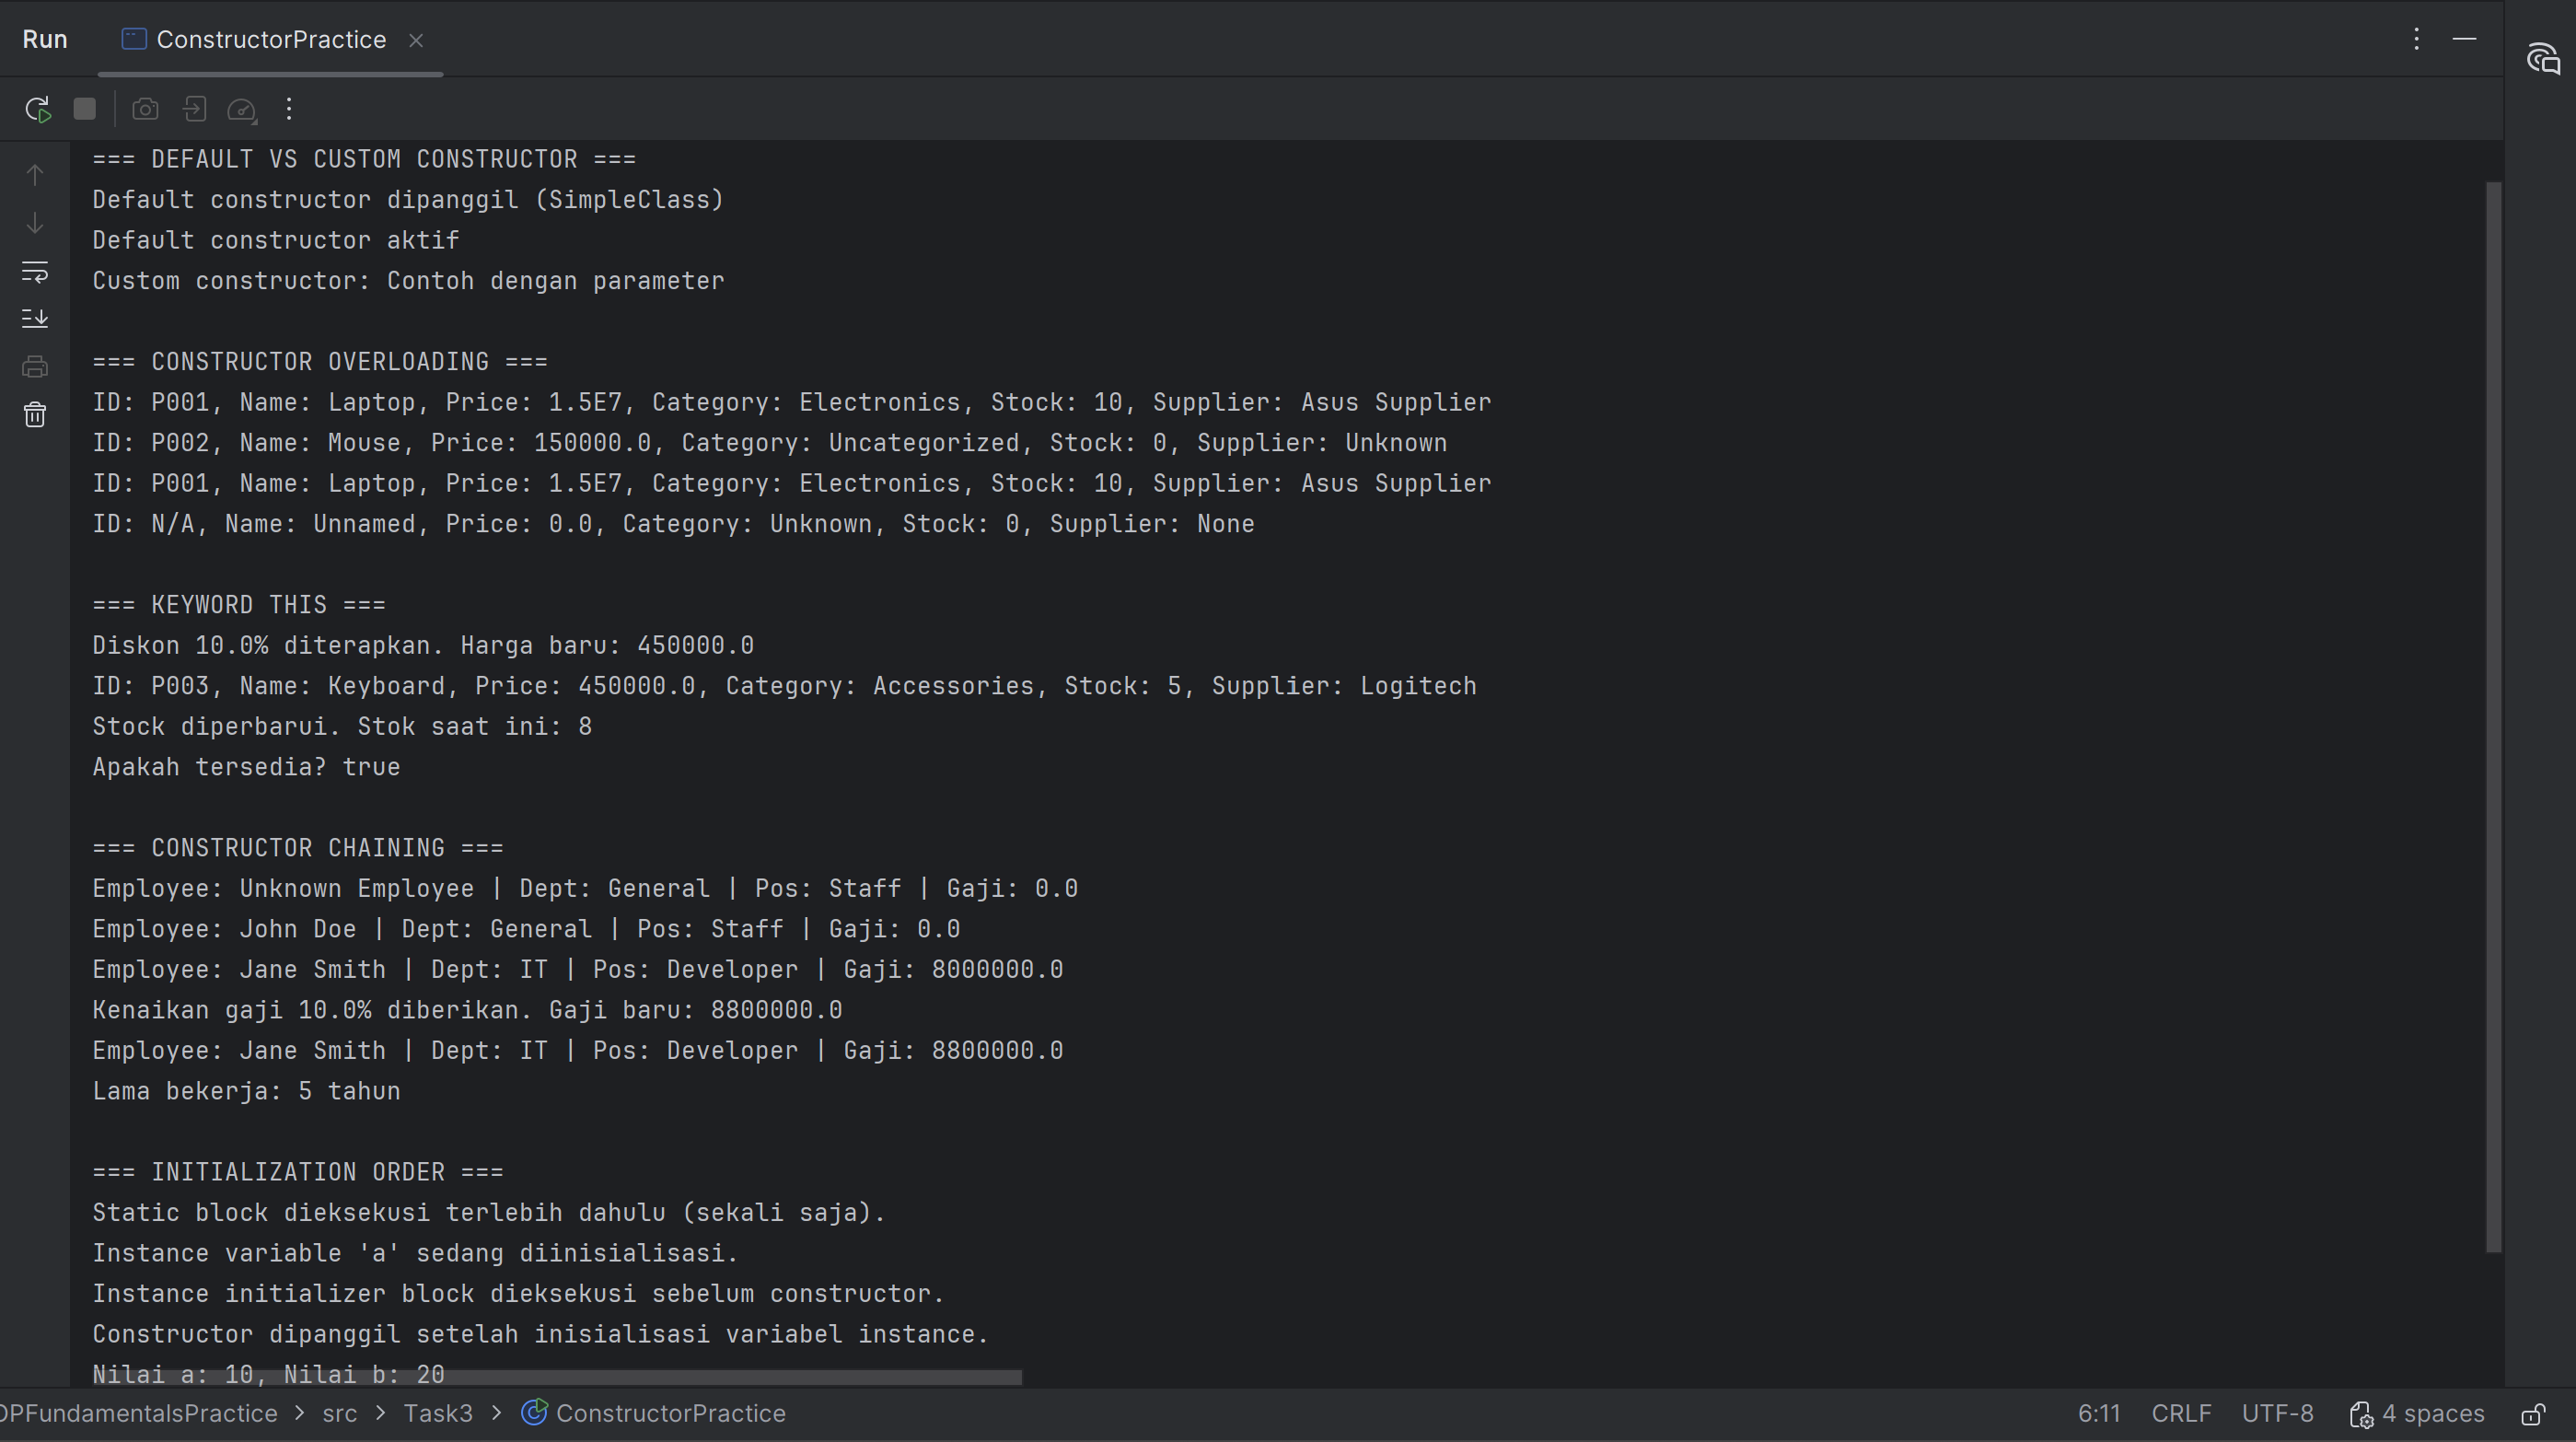 Run ConstructorPractice
=== DEFAULT VS CUSTOM CONSTRUCTOR ===
Default constructor dipanggil (SimpleClass)
Default constructor aktif
Custom constructor: Contoh dengan parameter
=== CONSTRUCTOR OVERLOADING ===
ID: P001, Name: Laptop, Price: 1.5E7, Category: Electronics, Stock: 10, Supplier: Asus Supplier
ID: P002, Name: Mouse, Price: 150000.0, Category: Uncategorized, Stock: 0, Supplier: Unknown
ID: P001, Name: Laptop, Price: 1.5E7, Category: Electronics, Stock: 10, Supplier: Asus Supplier
ID: N/A, Name: Unnamed, Price: 0.0, Category: Unknown, Stock: 0, Supplier: None
=== KEYWORD THIS ===
Diskon 10.0% diterapkan. Harga baru: 450000.0
ID: P003, Name: Keyboard, Price: 450000.0, Category: Accessories, Stock: 5, Supplier: Logitech
Stock diperbarui. Stok saat ini: 8
Apakah tersedia? true
=== CONSTRUCTOR CHAINING ===
Employee: Unknown Employee | Dept: General | Pos: Staff | Gaji: 0.0
Employee: John Doe | Dept: General | Pos: Staff | Gaji: 0.0
Employee: Jane Smith | Dept: IT | Pos: Developer | Gaji: 8000000.0
Kenaikan gaji 10.0% diberikan. Gaji baru: 8800000.0
Employee: Jane Smith | Dept: IT | Pos: Developer | Gaji: 8800000.0
Lama bekerja: 5 tahun
=== INITIALIZATION ORDER ===
Static block dieksekusi terlebih dahulu (sekali saja).
Instance variable 'a' sedang diinisialisasi.
Instance initializer block dieksekusi sebelum constructor.
Constructor dipanggil setelah inisialisasi variabel instance.
Nilai a: 10, Nilai b: 20
OPFundamentalsPractice > src > Task3 > ConstructorPractice 6:11 CRLF UTF-8 4 spaces